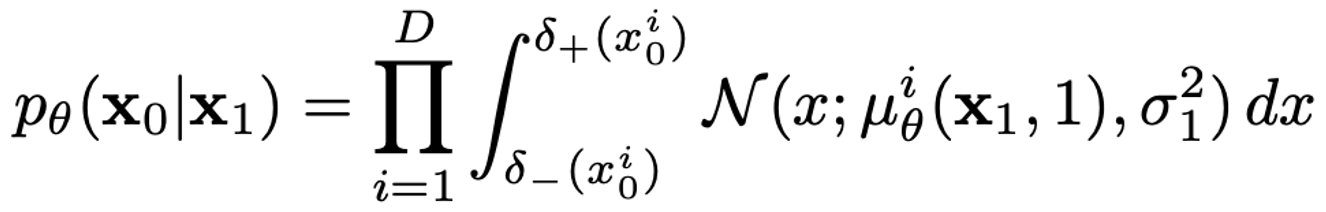 p_θ(𝐱_0|𝐱_1) = ∏_{i=1}^{D} ∫_{δ_−(x_0^i)}^{δ_+(x_0^i)} 𝒩(x; μ_θ^i(𝐱_1, 1), σ_1^2) dx